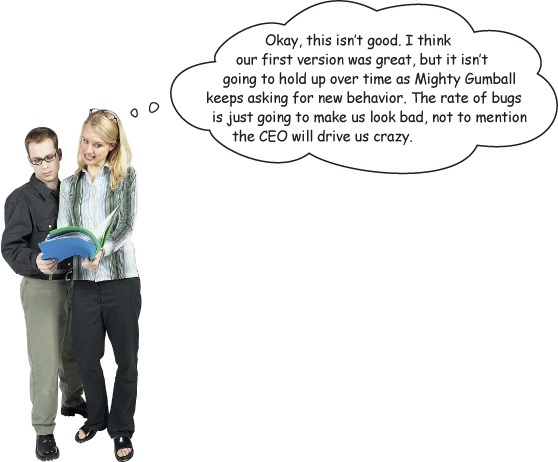 Okay, this isn't good. I think
our first version was great, but it isn't
going to hold up over time as Mighty Gumball
keeps asking for new behavior. The rate of bugs
is just going to make us look bad, not to mention
the CEO will drive us crazy.